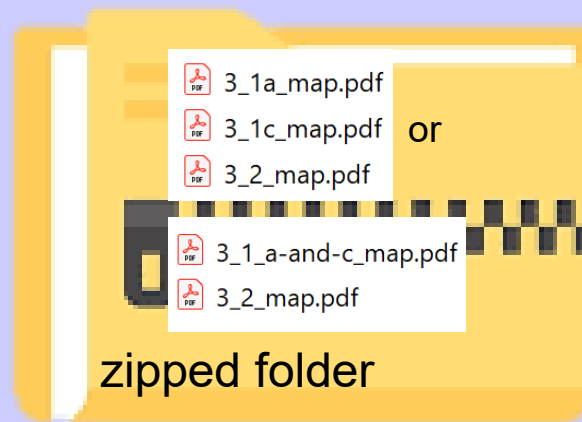 3_1a_map.pdf
3_1c_map.pdf or
3_2_map.pdf
3_1_a-and-c_map.pdf
3_2_map.pdf
zipped folder